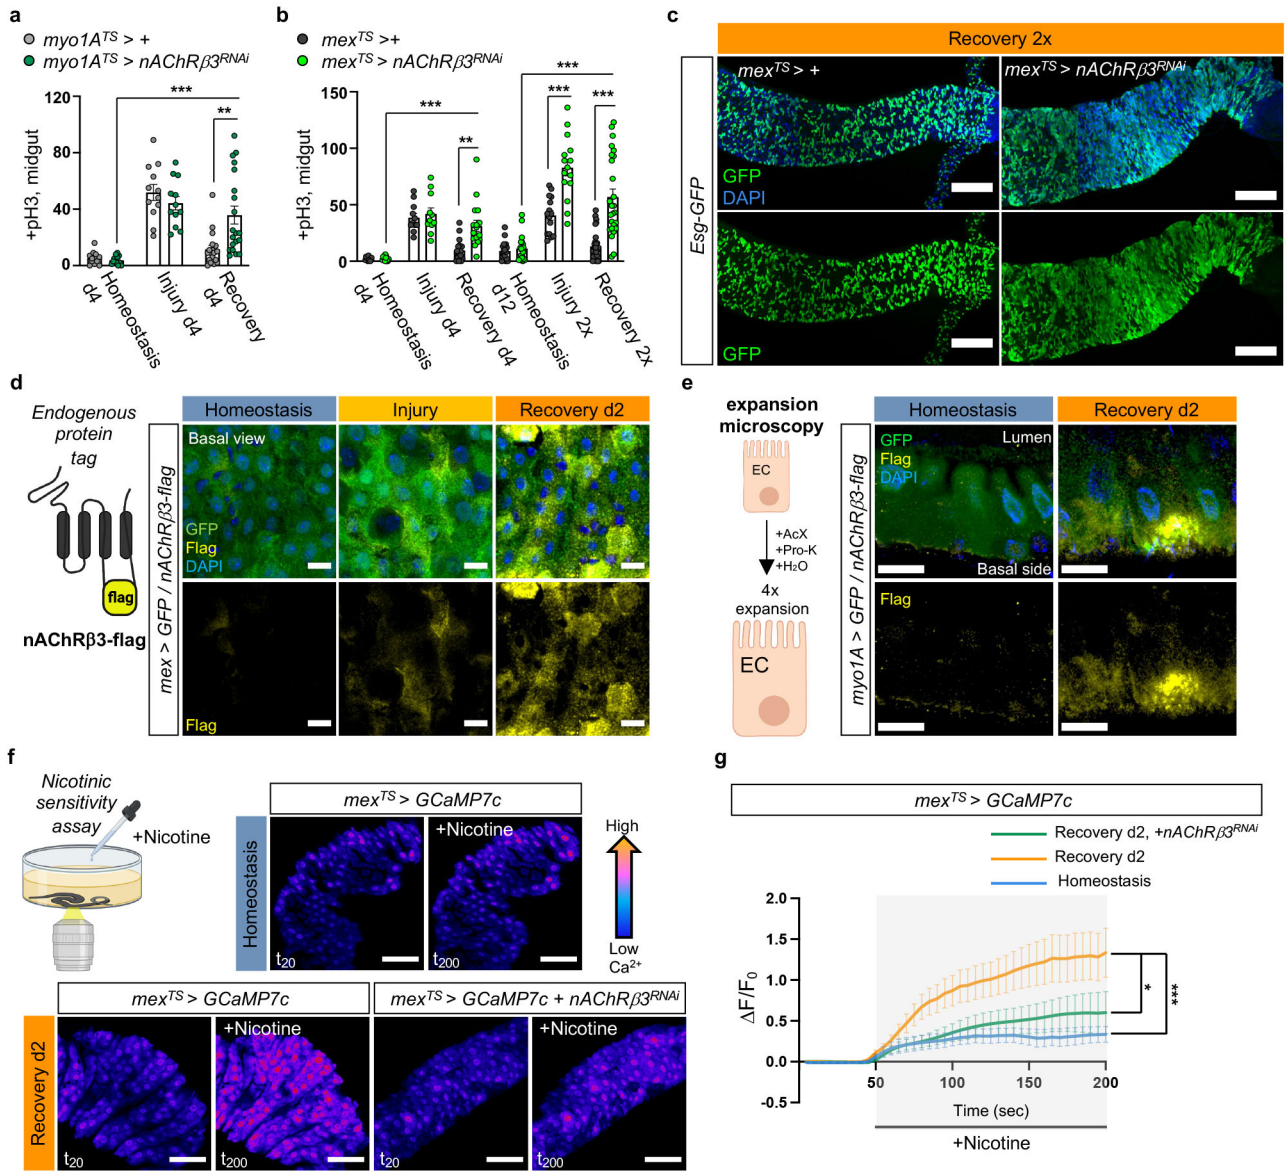 a
myo1A^TS > +
myo1A^TS > nAChRβ3^RNAi
+pH3, midgut
120
80
40
0
***
**
d4
Homeostasis
Injury d4
d4
Recovery
b
mex^TS >+
mex^TS > nAChRβ3^RNAi
+pH3, midgut
150
100
50
0
***
**
***
***
***
d4
Homeostasis
Injury d4
Recovery d4
d12
Homeostasis
Injury 2x
Recovery 2x
c
Recovery 2x
Esg-GFP
mex^TS > +
mex^TS > nAChRβ3^RNAi
GFP
DAPI
GFP
d
Endogenous
protein
tag
flag
nAChRβ3-flag
mex > GFP / nAChRβ3-flag
Homeostasis
Injury
Recovery d2
Basal view
GFP
Flag
DAPI
Flag
e
expansion
microscopy
EC
+AcX
+Pro-K
+H₂O
4x
expansion
EC
myo1A > GFP / nAChRβ3-flag
Homeostasis
Recovery d2
GFP
Flag
DAPI
Lumen
Basal side
Flag
f
Nicotinic
sensitivity
assay
+Nicotine
mex^TS > GCaMP7c
Homeostasis
+Nicotine
t₂₀
t₂₀₀
High
Low
Ca²⁺
mex^TS > GCaMP7c
mex^TS > GCaMP7c + nAChRβ3^RNAi
Recovery d2
+Nicotine
+Nicotine
t₂₀
t₂₀₀
t₂₀
t₂₀₀
g
mex^TS > GCaMP7c
Recovery d2, +nAChRβ3^RNAi
Recovery d2
Homeostasis
ΔF/F₀
2.0
1.5
1.0
0.5
0.0
-0.5
*
***
50
100
150
200
Time (sec)
+Nicotine